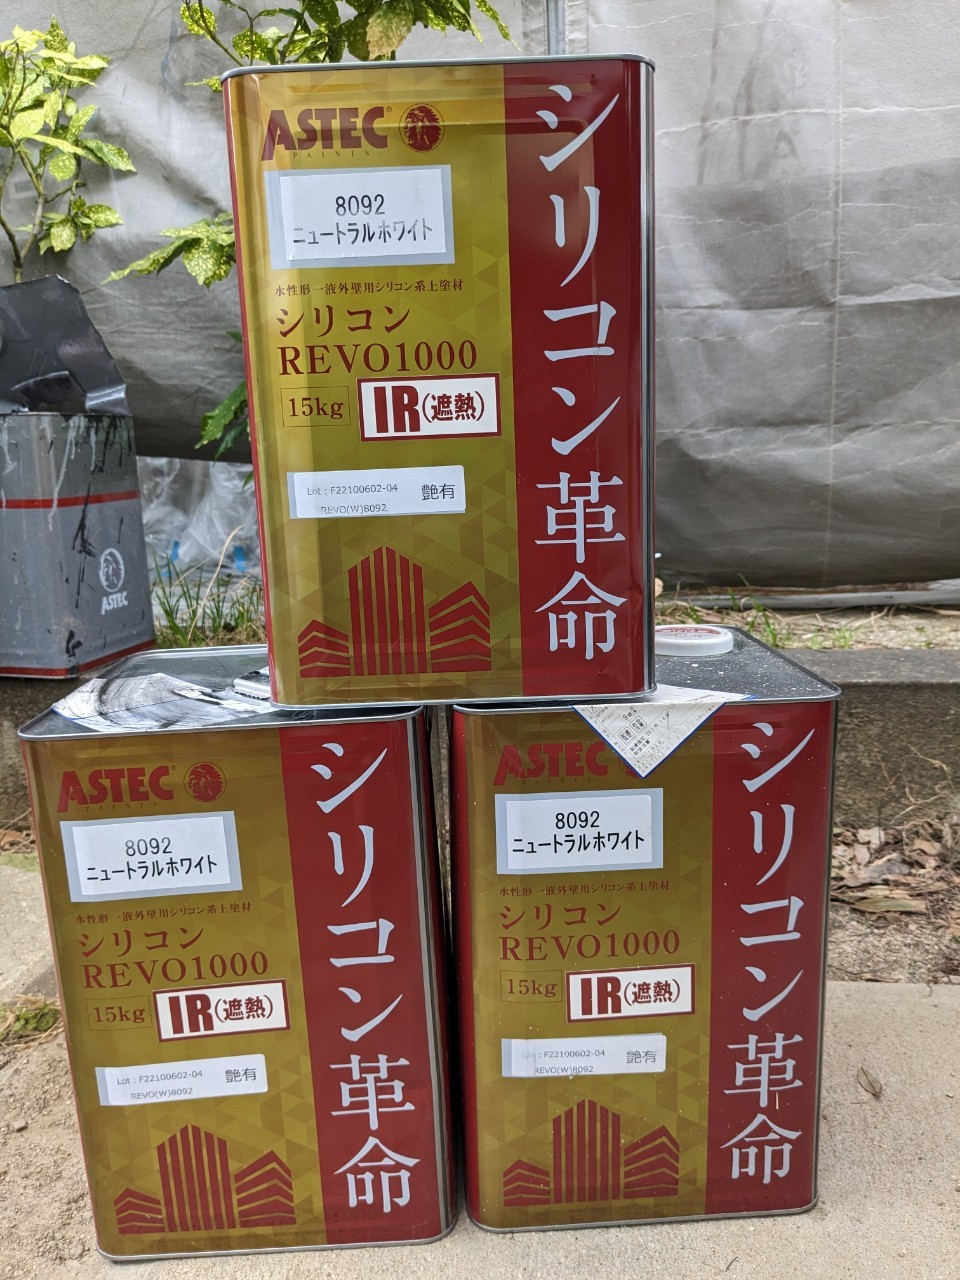 ASTEC
PAINTS
8092
ニュートラルホワイト
水性形一液外壁用シリコン系上塗材
シリコン
REVO1000
15kg
IR(遮熱)
Lot : F22100602-04
艶有
REVO(W)8092
シリコン革命
ASTEC
ASTEC
PAINTS
8092
ニュートラルホワイト
水性形一液外壁用シリコン系上塗材
シリコン
REVO1000
15kg
IR(遮熱)
Lot : F22100602-04
艶有
REVO(W)8092
シリコン革命
ASTEC
8092
ニュートラルホワイト
水性形一液外壁用シリコン系上塗材
シリコン
REVO1000
15kg
IR(遮熱)
: F22100602-04
艶有
REVO(W)8092
シリコン革命